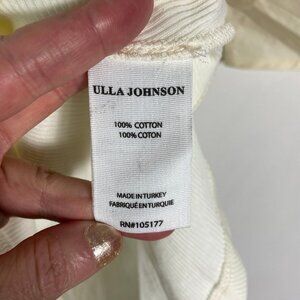 ULLA JOHNSON
100% COTTON
100% COTON
MADE IN TURKEY
FABRIQUÉ EN TURQUIE
RN#105177